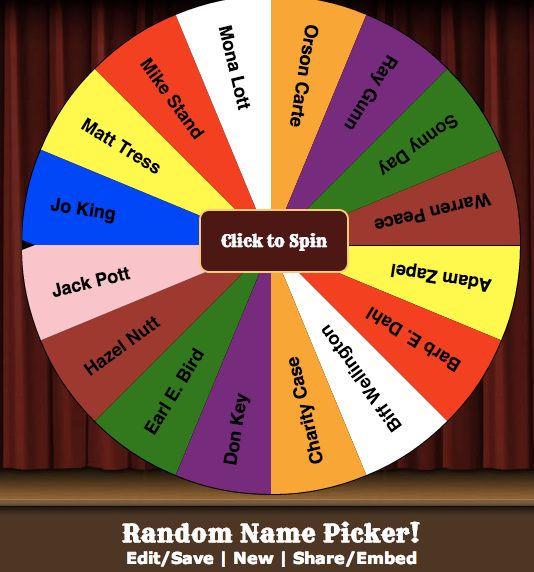 Mona Lott
Orson Carte
Ray Gunn
Sonny Day
Warren Peace
Adam Zapel
Barb E. Dahl
Biff Wellington
Charity Case
Don Key
Earl E. Bird
Hazel Nutt
Jack Pott
Jo King
Matt Tress
Mike Stand
Click to Spin
Random Name Picker!
Edit/Save | New | Share/Embed